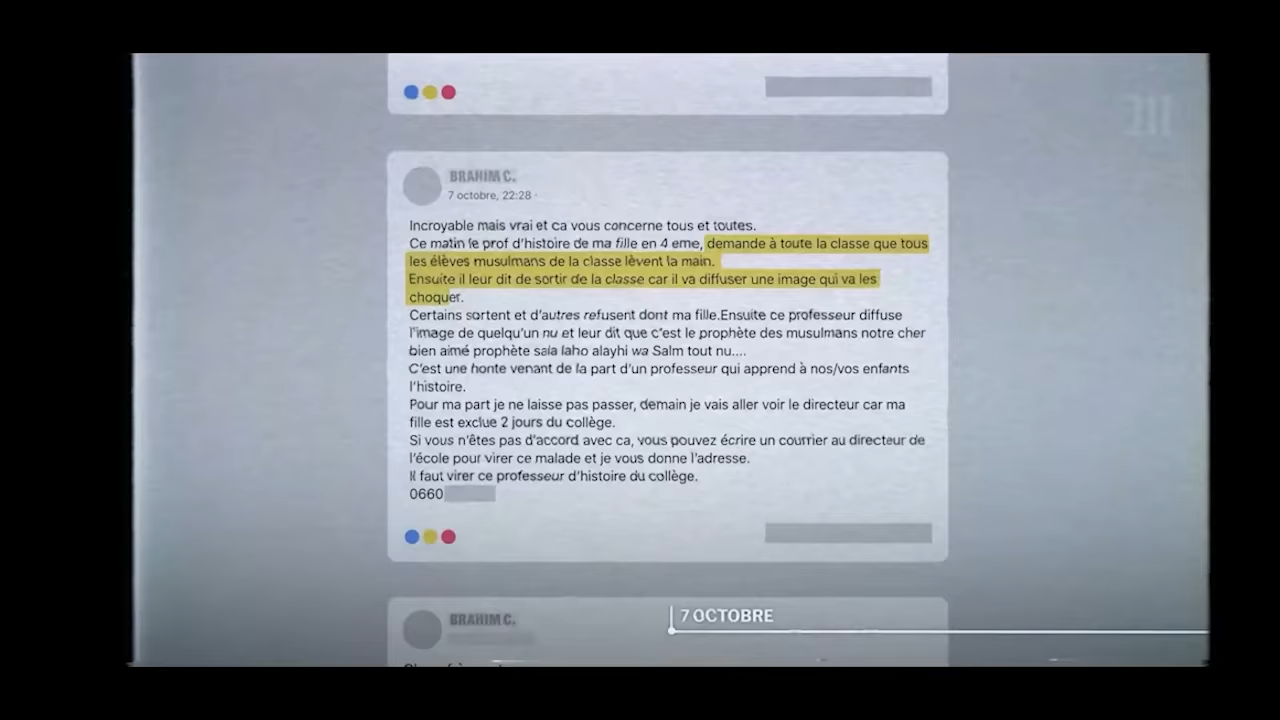 BRAHIM C.
7 octobre, 22:28 ·
Incroyable mais vrai et ca vous concerne tous et toutes.
Ce matin le prof d'histoire de ma fille en 4 eme, demande à toute la classe que tous
les élèves musulmans de la classe lèvent la main.
Ensuite il leur dit de sortir de la classe car il va diffuser une image qui va les
choquer.
Certains sortent et d'autres refusent dont ma fille.Ensuite ce professeur diffuse
l'image de quelqu'un nu et leur dit que c'est le prophète des musulmans notre cher
bien aimé prophète sala laho alayhi wa Salm tout nu....
C'est une honte venant de la part d'un professeur qui apprend à nos/vos enfants
l'histoire.
Pour ma part je ne laisse pas passer, demain je vais aller voir le directeur car ma
fille est exclue 2 jours du collège.
Si vous n'êtes pas d'accord avec ca, vous pouvez écrire un courrier au directeur de
l'école pour virer ce malade et je vous donne l'adresse.
Il faut virer ce professeur d'histoire du collège.
0660
BRAHIM C.
7 OCTOBRE